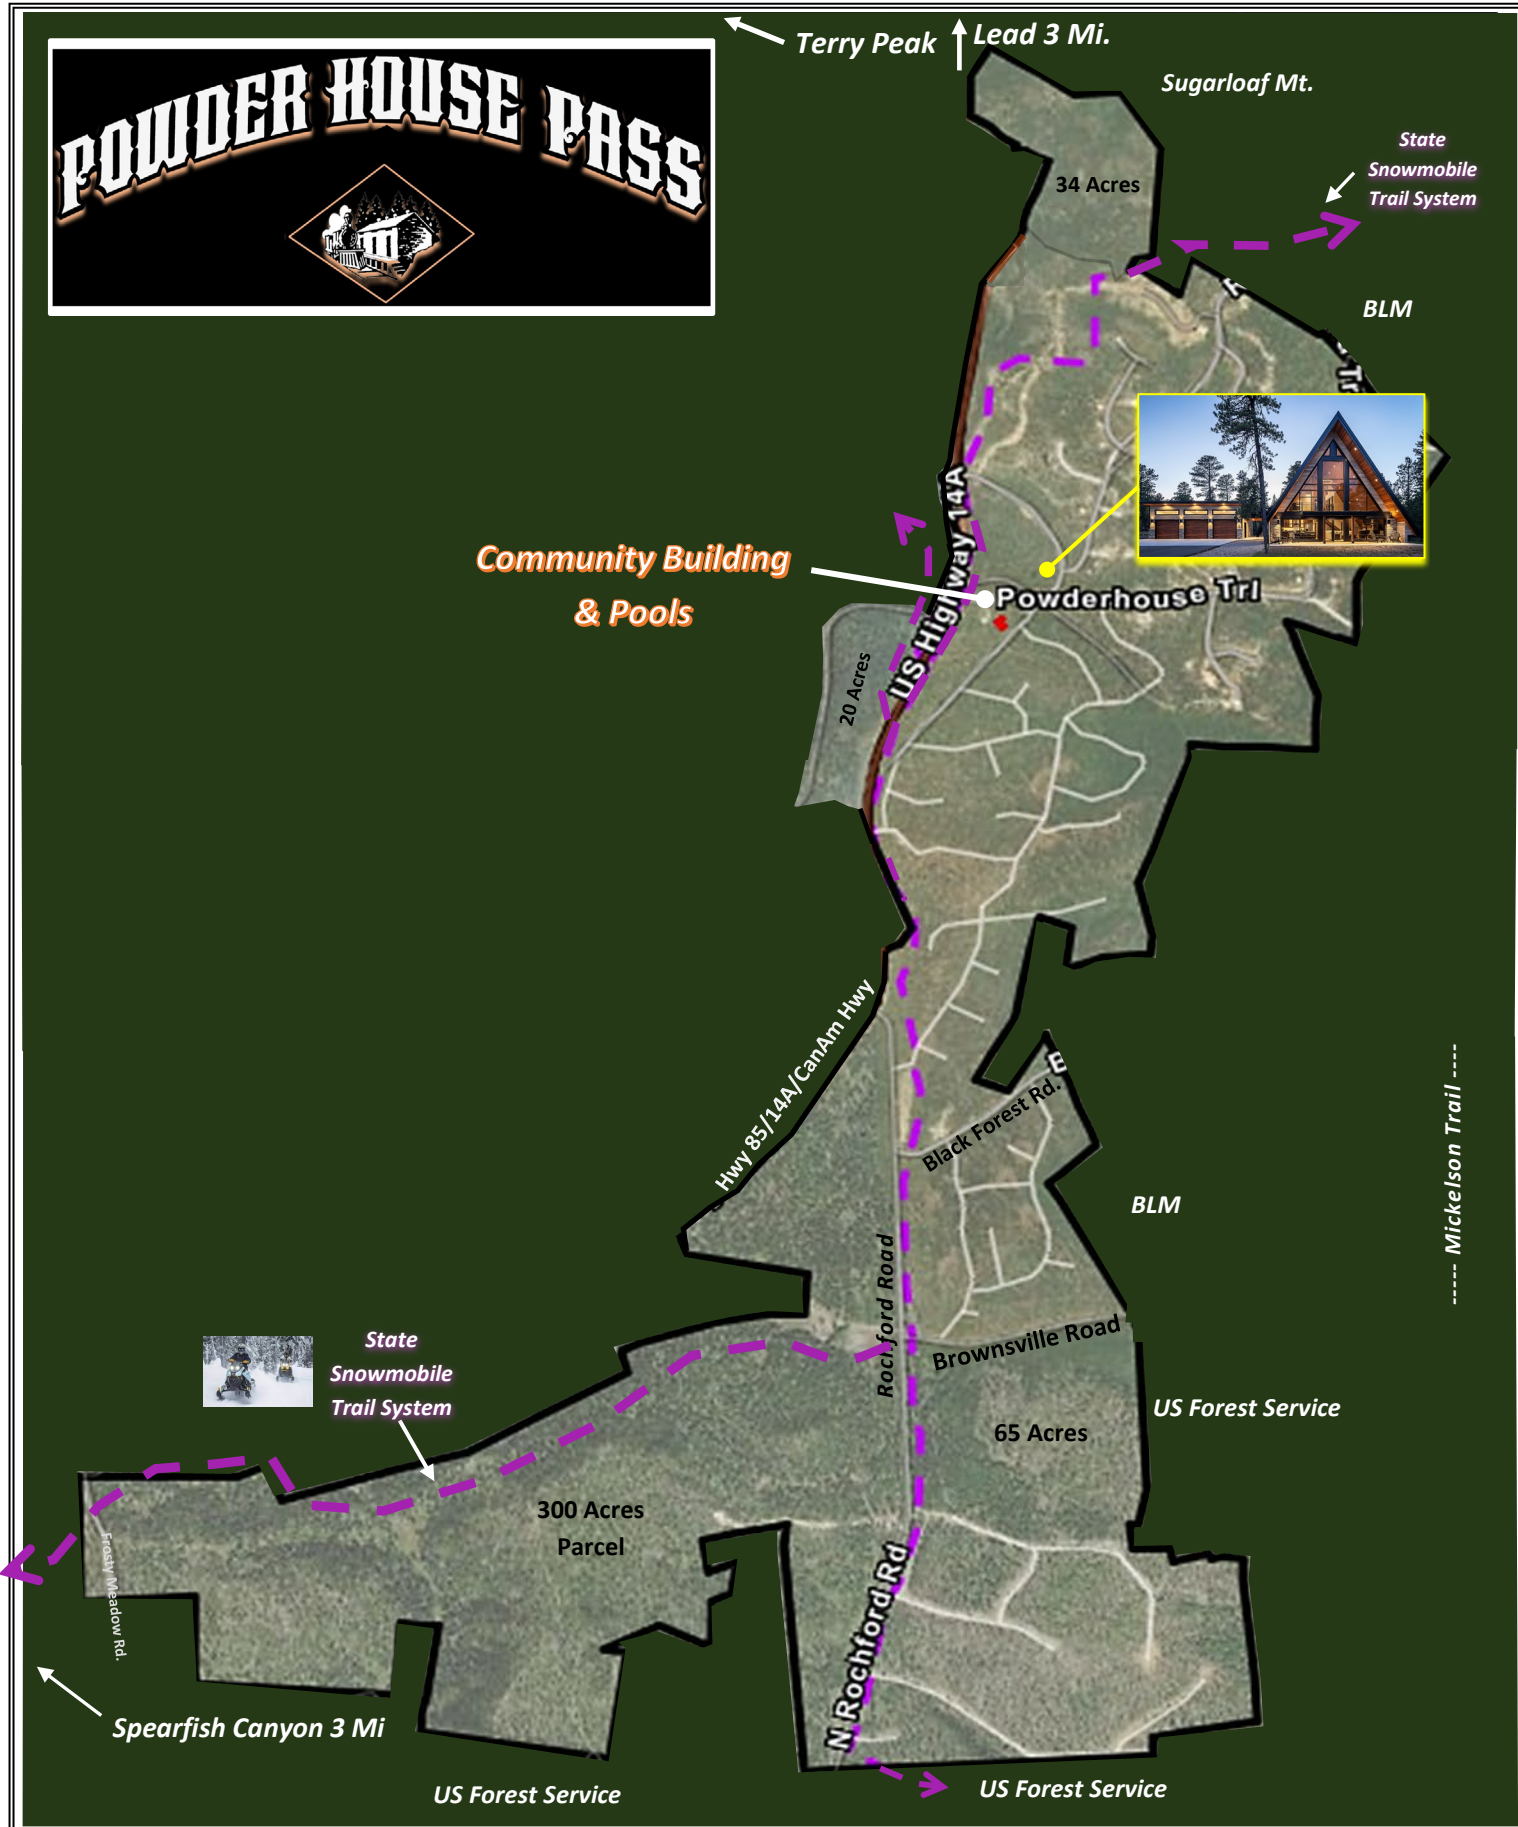 Terry Peak
Lead 3 Mi.
POWDER HOUSE PASS
Sugarloaf Mt.
State
Snowmobile
Trail System
34 Acres
BLM
US Highway 14A
Community Building
& Pools
Powderhouse Trl
20 Acres
Hwy 85/14A/CanAm Hwy
Black Forest Rd.
BLM
----- Mickelson Trail ----
Rochford Road
Brownsville Road
State
Snowmobile
Trail System
US Forest Service
65 Acres
300 Acres
Parcel
Frosty Meadow Rd.
N Rochford Rd
Spearfish Canyon 3 Mi
US Forest Service
US Forest Service